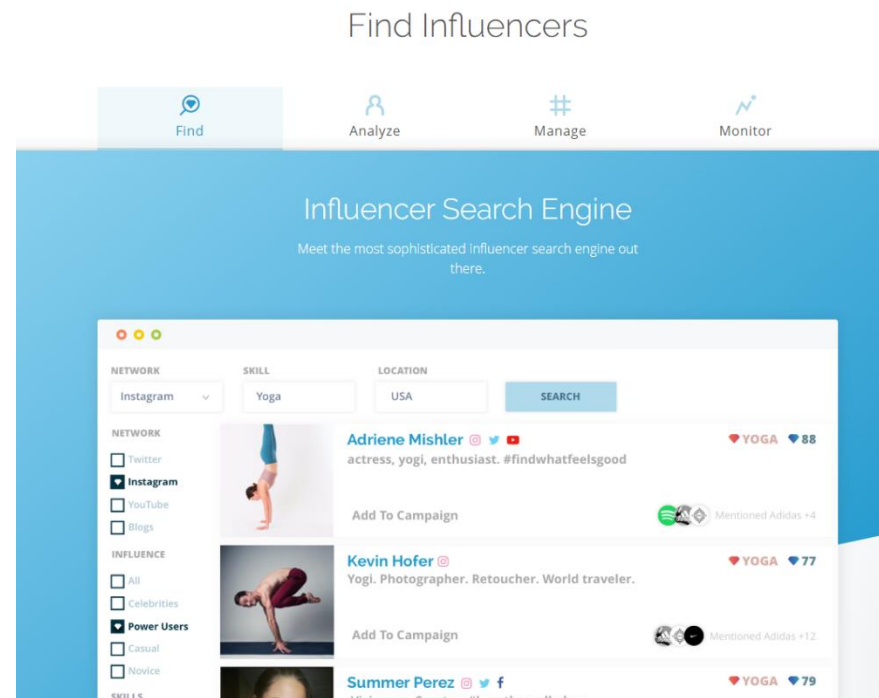 Find Influencers
Find
Analyze
Manage
Monitor
Influencer Search Engine
Meet the most sophisticated influencer search engine out
there.
NETWORK
SKILL
LOCATION
Instagram
Yoga
USA
SEARCH
NETWORK
Twitter
Instagram
YouTube
Blogs
INFLUENCE
All
Celebrities
Power Users
Casual
Novice
SKILLS
Adriene Mishler
YOGA 88
actress, yogi, enthusiast. #findwhatfeelsgood
Add To Campaign
Mentioned Adidas +4
Kevin Hofer
YOGA 77
Yogi. Photographer. Retoucher. World traveler.
Add To Campaign
Mentioned Adidas +12
Summer Perez
YOGA 79